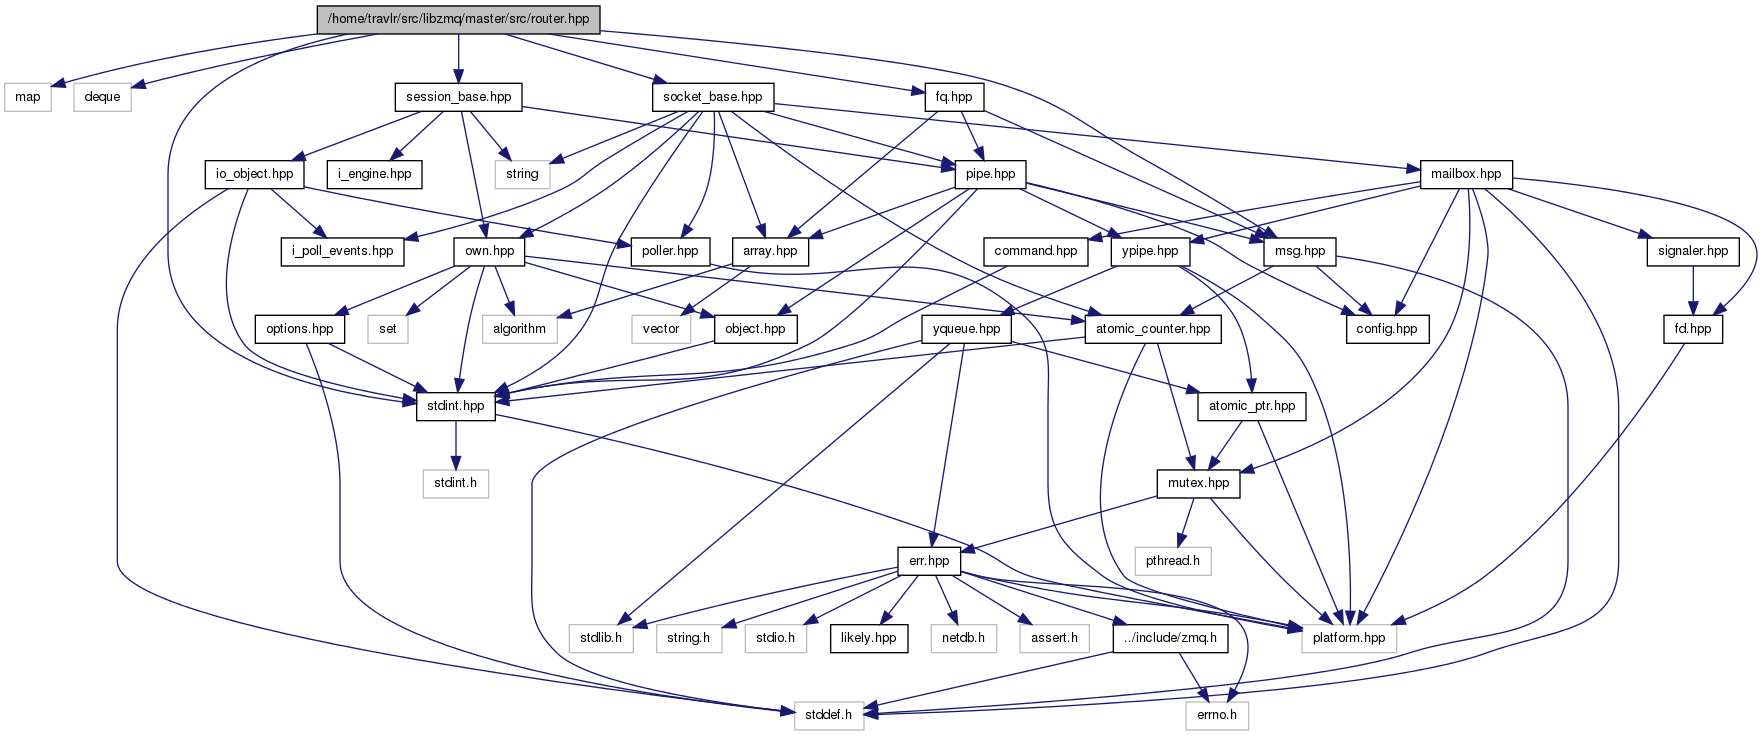 /home/travlr/src/libzmq/master/src/router.hpp
map
deque
session_base.hpp
socket_base.hpp
fq.hpp
io_object.hpp
i_engine.hpp
string
pipe.hpp
mailbox.hpp
i_poll_events.hpp
own.hpp
poller.hpp
array.hpp
command.hpp
ypipe.hpp
msg.hpp
signaler.hpp
options.hpp
set
algorithm
vector
object.hpp
yqueue.hpp
atomic_counter.hpp
config.hpp
fd.hpp
stdint.hpp
atomic_ptr.hpp
stdint.h
mutex.hpp
err.hpp
pthread.h
stdlib.h
string.h
stdio.h
likely.hpp
netdb.h
assert.h
../include/zmq.h
platform.hpp
stddef.h
errno.h